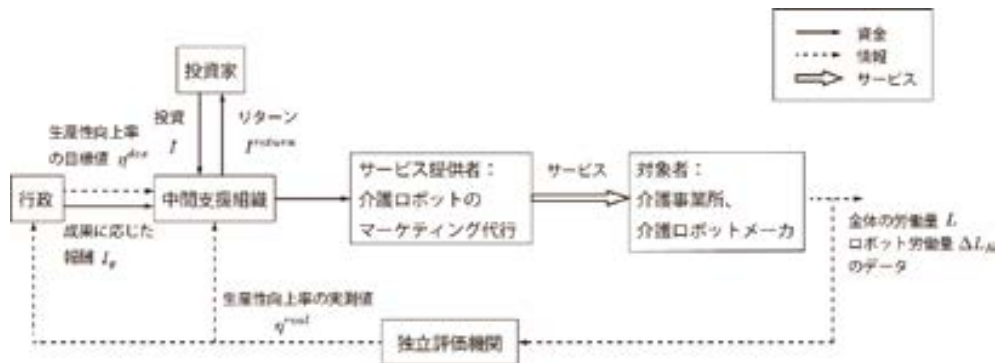 資金
情報
サービス
投資家
投資
I
リターン
I^return
生産性向上率
の目標値 η^des
行政
中間支援組織
成果に応じた
報酬 I_g
サービス提供者：
介護ロボットの
マーケティング代行
サービス
対象者：
介護事業所、
介護ロボットメーカ
全体の労働量 L
ロボット労働量
のデータ
生産性向上率の実測値
η^real
独立評価機関